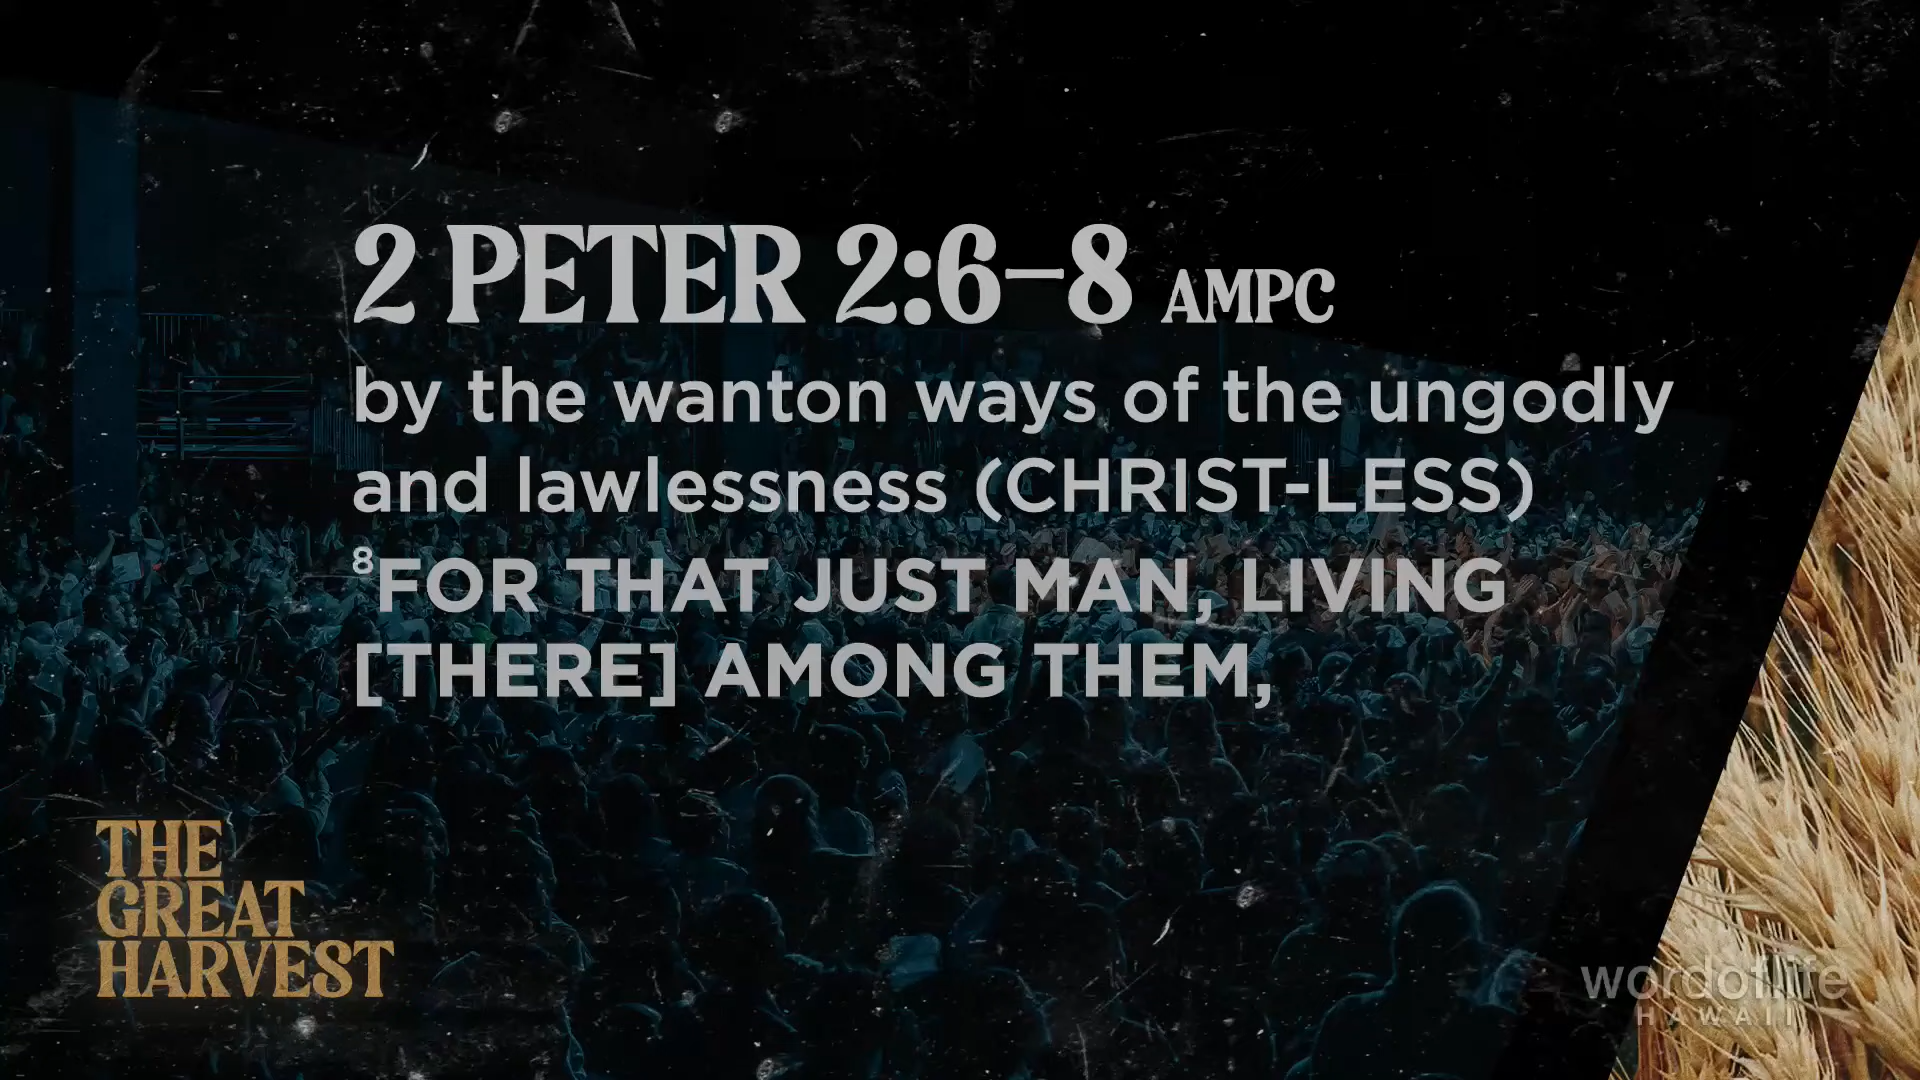 2 PETER 2:6–8 AMPC
by the wanton ways of the ungodly
and lawlessness (CHRIST-LESS)
8FOR THAT JUST MAN, LIVING
[THERE] AMONG THEM,
THE
GREAT
HARVEST
wordoflife
HAWAII